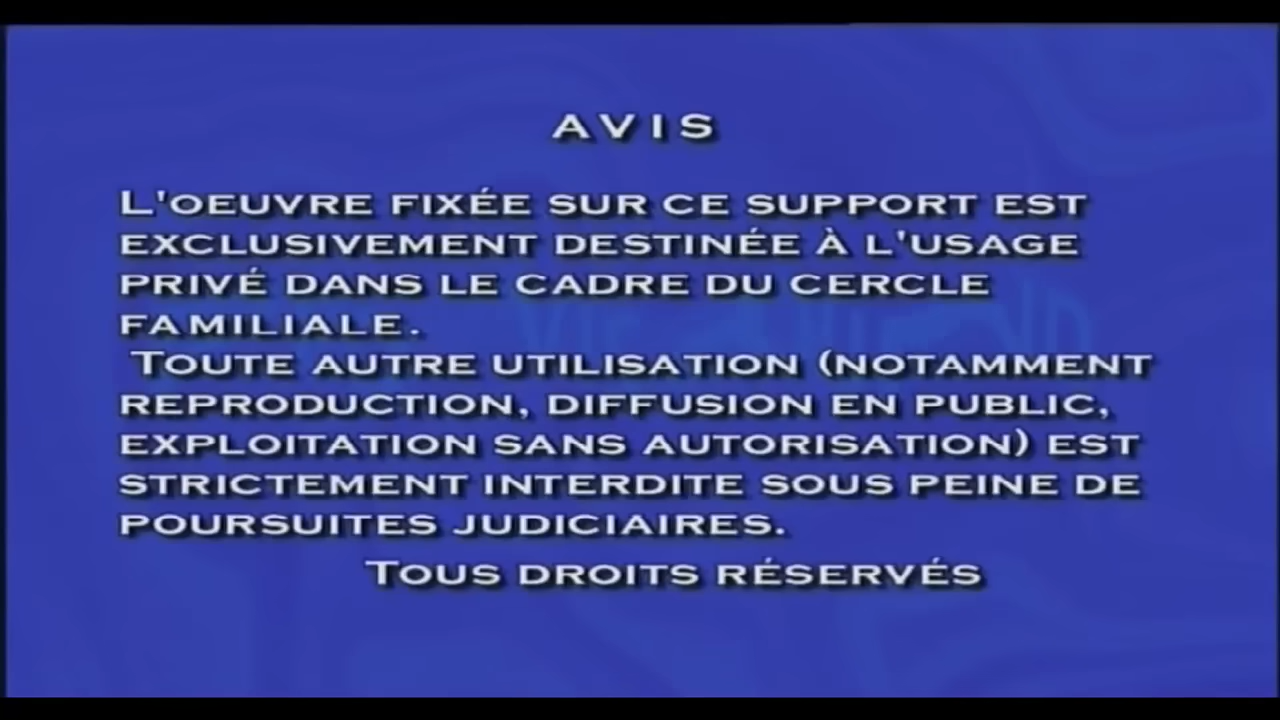 AVIS
L'OEUVRE FIXÉE SUR CE SUPPORT EST
EXCLUSIVEMENT DESTINÉE À L'USAGE
PRIVÉ DANS LE CADRE DU CERCLE
FAMILIALE.
TOUTE AUTRE UTILISATION (NOTAMMENT
REPRODUCTION, DIFFUSION EN PUBLIC,
EXPLOITATION SANS AUTORISATION) EST
STRICTEMENT INTERDITE SOUS PEINE DE
POURSUITES JUDICIAIRES.
TOUS DROITS RÉSERVÉS